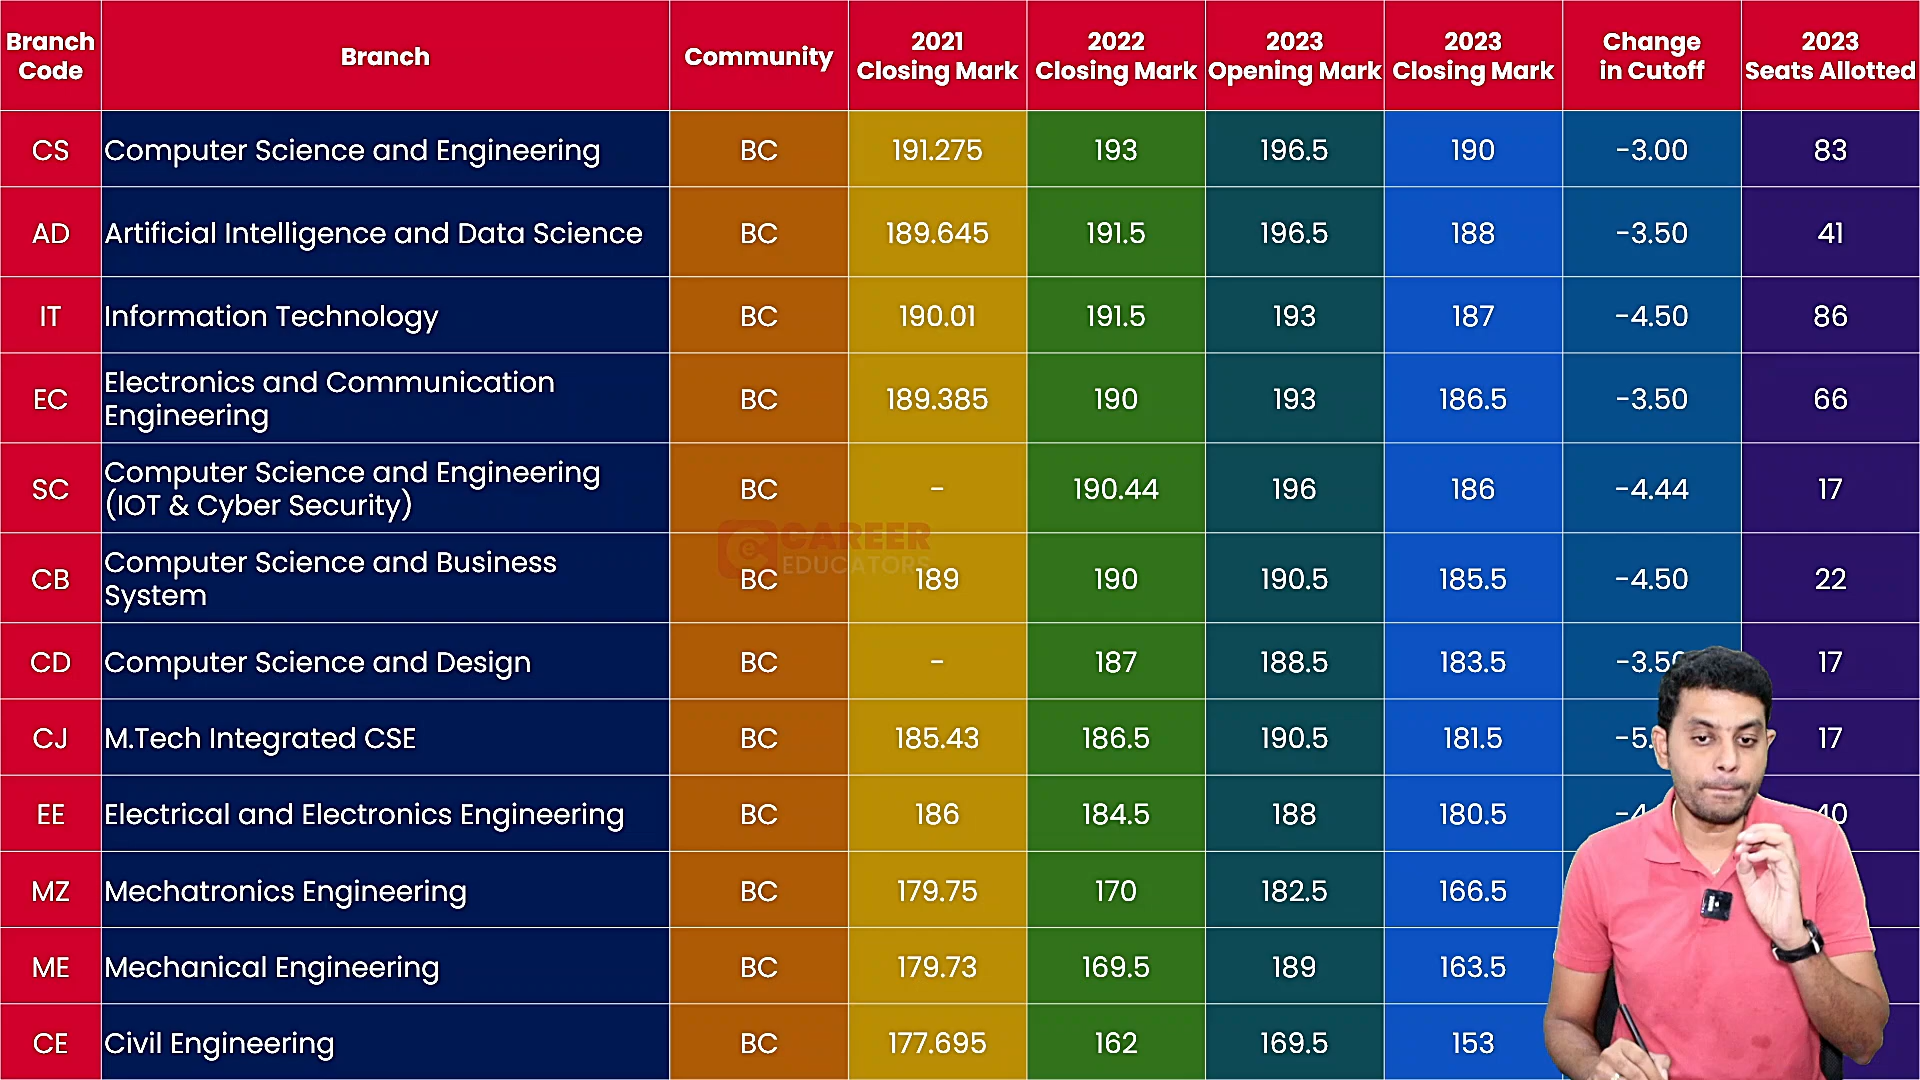 Branch Code
Branch
Community
2021 Closing Mark
2022 Closing Mark
2023 Opening Mark
2023 Closing Mark
Change in Cutoff
2023 Seats Allotted
CS Computer Science and Engineering BC 191.275 193 196.5 190 -3.00 83
AD Artificial Intelligence and Data Science BC 189.645 191.5 196.5 188 -3.50 41
IT Information Technology BC 190.01 191.5 193 187 -4.50 86
EC Electronics and Communication
Engineering BC 189.385 190 193 186.5 -3.50 66
SC Computer Science and Engineering
(IOT & Cyber Security) BC - 190.44 196 186 -4.44 17
CAREER
EDUCATORS
CB Computer Science and Business
System BC 189 190 190.5 185.5 -4.50 22
CD Computer Science and Design BC - 187 188.5 183.5 -3.50 17
CJ M.Tech Integrated CSE BC 185.43 186.5 190.5 181.5 -5. 17
EE Electrical and Electronics Engineering BC 186 184.5 188 180.5 -4. 40
MZ Mechatronics Engineering BC 179.75 170 182.5 166.5
ME Mechanical Engineering BC 179.73 169.5 189 163.5
CE Civil Engineering BC 177.695 162 169.5 153